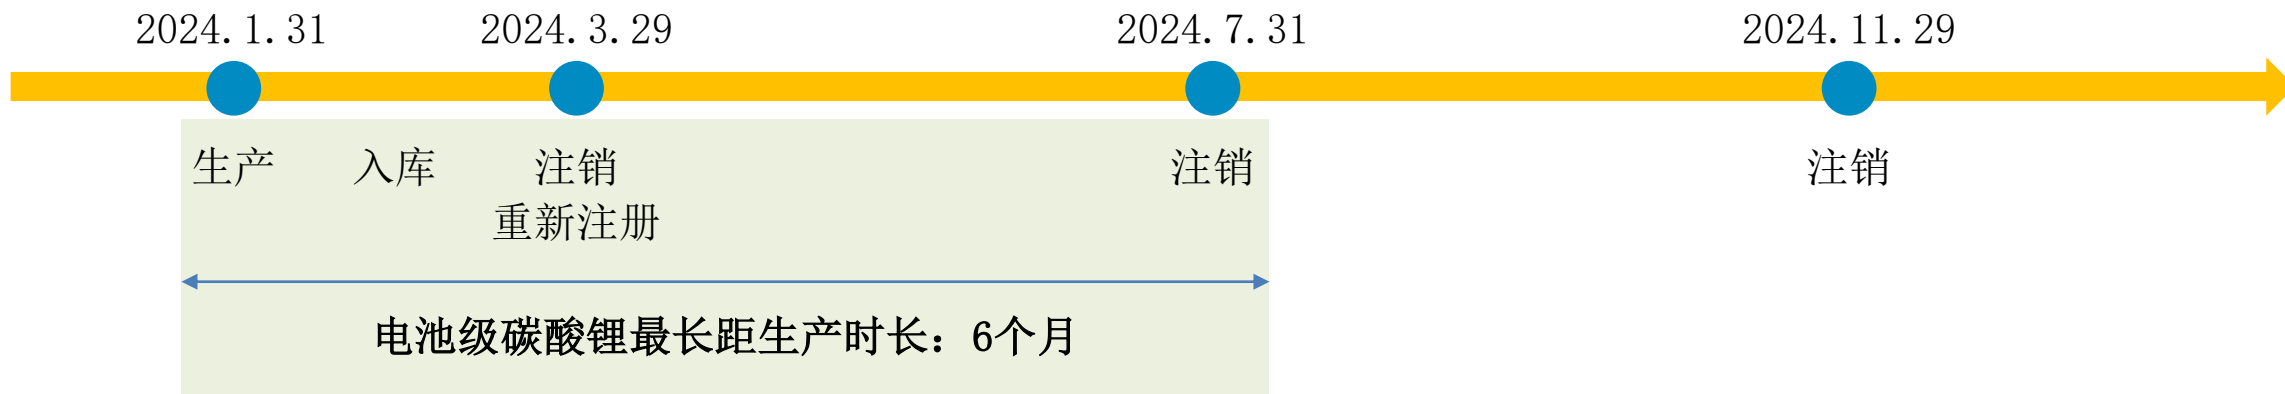 2024.1.31 2024.3.29 2024.7.31 2024.11.29
生产 入库 注销 注销 注销
重新注册
电池级碳酸锂最长距生产时长：6个月